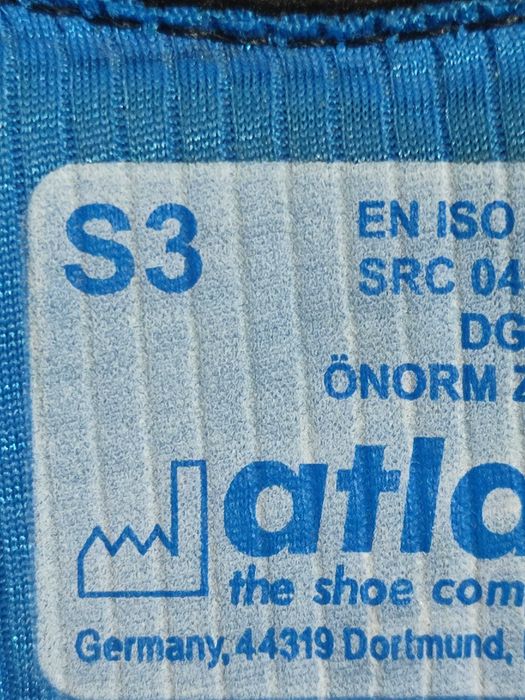 S3
EN ISO
SRC 04
DG
ÖNORM Z
atla
the shoe com
Germany, 44319 Dortmund,